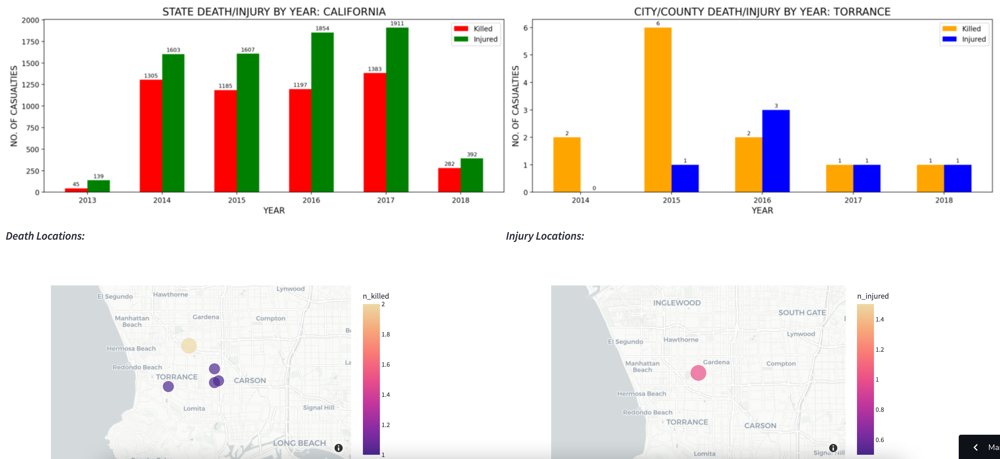 STATE DEATH/INJURY BY YEAR: CALIFORNIA
2000
1750
1500
1250
1000
750
500
250
0
NO. OF CASUALTIES
Killed
Injured
45
139
1305
1603
1185
1607
1197
1854
1383
1911
282
392
2013 2014 2015 2016 2017 2018
YEAR
CITY/COUNTY DEATH/INJURY BY YEAR: TORRANCE
6
5
4
3
2
1
0
NO. OF CASUALTIES
Killed
Injured
2
0
6
1
2
3
1
1
1
1
2014 2015 2016 2017 2018
YEAR
Death Locations:
Lynwood
Hawthorne
El Segundo
Gardena
Compton
Manhattan
Beach
Be
Hermosa Beach
La
Redondo Beach
TORRANCE
CARSON
Lomita
Signal Hill
LONG BEACH
n_killed
2
1.8
1.6
1.4
1.2
1
Injury Locations:
INGLEWOOD
SOUTH GATE
Lynwood
Hawthorne
El Segundo
Gardena
Compton
Manhattan
Beach
Hermosa Beach
Redondo Beach
TORRANCE
CARSON
Lomita
Signal Hill
n_injured
1.4
1.2
1
0.8
0.6
Ma